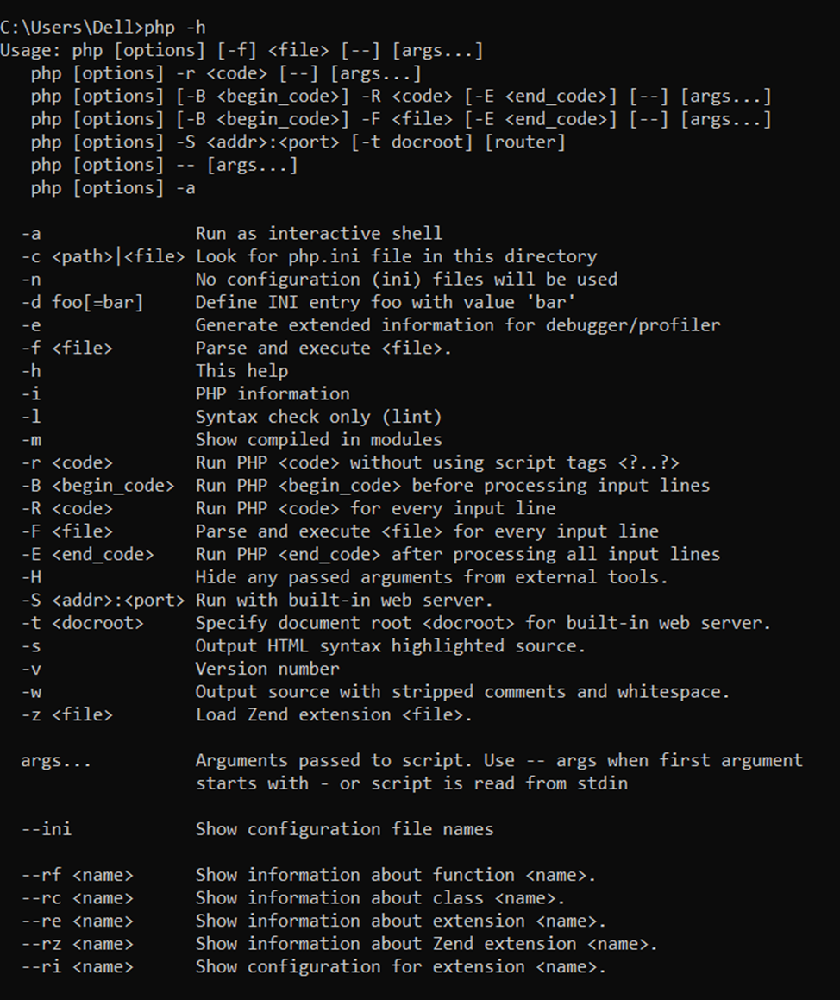 C:\Users\Dell>php -h
Usage: php [options] [-f] <file> [--] [args...]
   php [options] -r <code> [--] [args...]
   php [options] [-B <begin_code>] -R <code> [-E <end_code>] [--] [args...]
   php [options] [-B <begin_code>] -F <file> [-E <end_code>] [--] [args...]
   php [options] -S <addr>:<port> [-t docroot] [router]
   php [options] -- [args...]
   php [options] -a

  -a               Run as interactive shell
  -c <path>|<file> Look for php.ini file in this directory
  -n               No configuration (ini) files will be used
  -d foo[=bar]     Define INI entry foo with value 'bar'
  -e               Generate extended information for debugger/profiler
  -f <file>        Parse and execute <file>.
  -h               This help
  -i               PHP information
  -l               Syntax check only (lint)
  -m               Show compiled in modules
  -r <code>        Run PHP <code> without using script tags <?..?>
  -B <begin_code>  Run PHP <begin_code> before processing input lines
  -R <code>        Run PHP <code> for every input line
  -F <file>        Parse and execute <file> for every input line
  -E <end_code>    Run PHP <end_code> after processing all input lines
  -H               Hide any passed arguments from external tools.
  -S <addr>:<port> Run with built-in web server.
  -t <docroot>     Specify document root <docroot> for built-in web server.
  -s               Output HTML syntax highlighted source.
  -v               Version number
  -w               Output source with stripped comments and whitespace.
  -z <file>        Load Zend extension <file>.

  args...          Arguments passed to script. Use -- args when first argument
                   starts with - or script is read from stdin

  --ini            Show configuration file names

  --rf <name>      Show information about function <name>.
  --rc <name>      Show information about class <name>.
  --re <name>      Show information about extension <name>.
  --rz <name>      Show information about Zend extension <name>.
  --ri <name>      Show configuration for extension <name>.